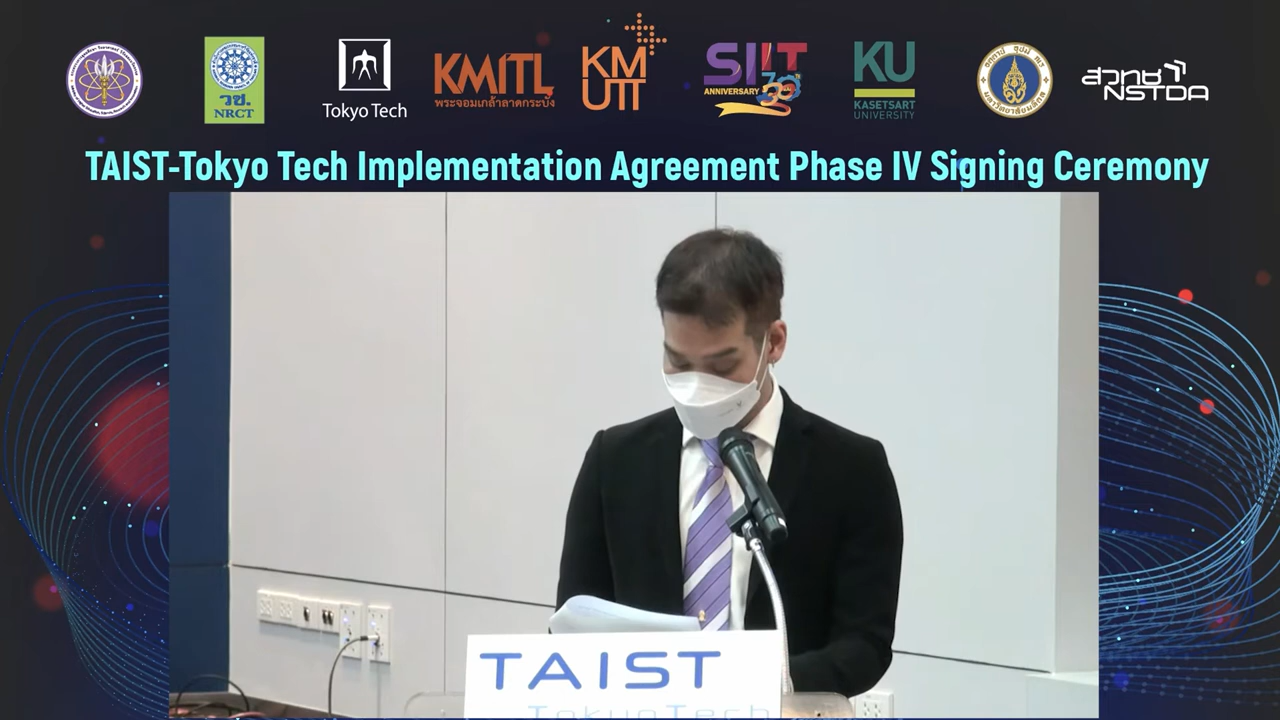 วช.
NRCT
Tokyo Tech
KMITL
พระจอมเกล้าลาดกระบัง
KM
UTT
SIIT
ANNIVERSARY 30
KU
KASETSART
UNIVERSITY
สวทช
NSTDA
TAIST-Tokyo Tech Implementation Agreement Phase IV Signing Ceremony
TAIST
TokyoTech